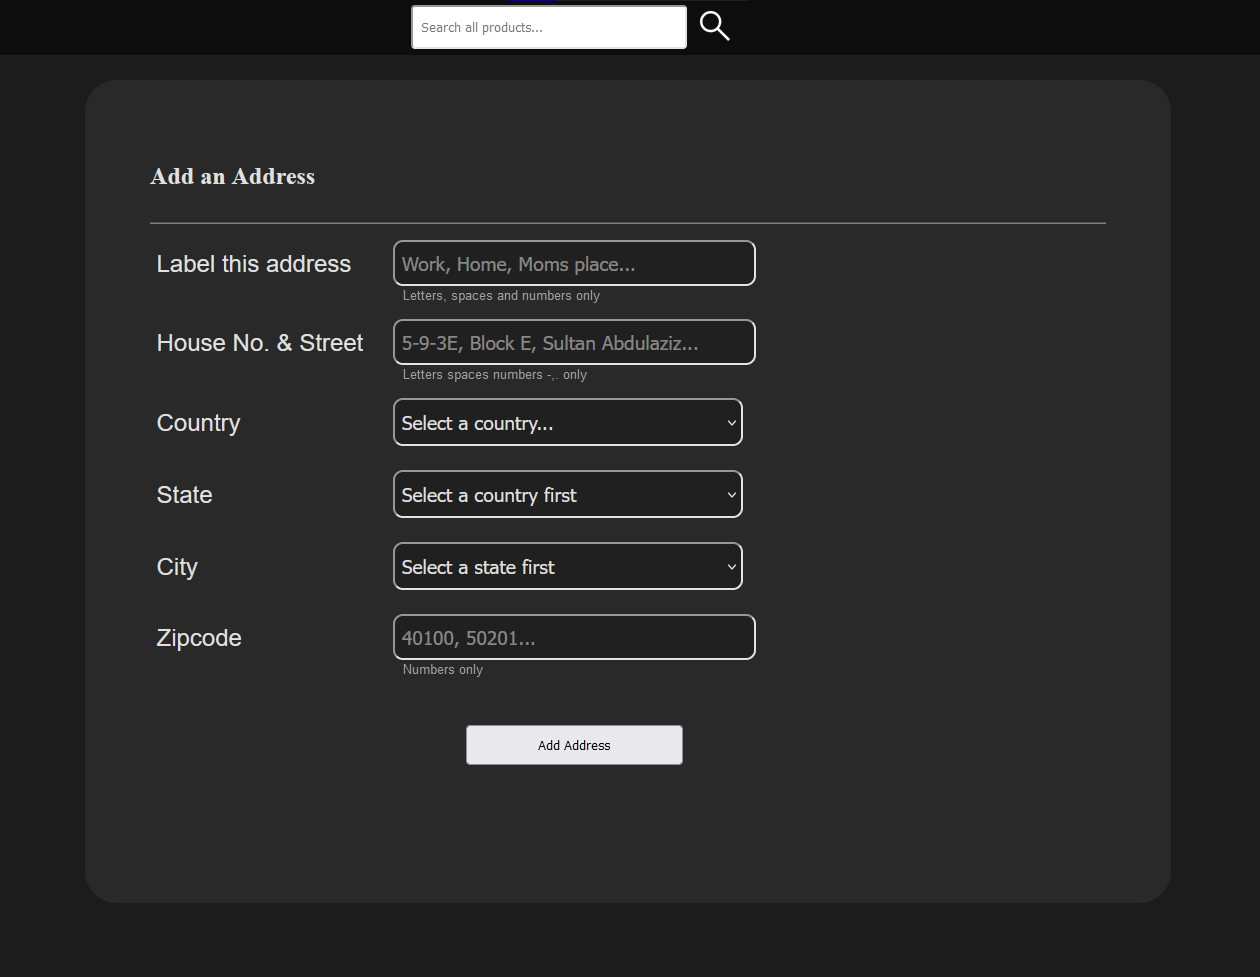 Search all products...
Add an Address
Label this address
Work, Home, Moms place...
Letters, spaces and numbers only
House No. & Street
5-9-3E, Block E, Sultan Abdulaziz...
Letters spaces numbers -,. only
Country
Select a country...
State
Select a country first
City
Select a state first
Zipcode
40100, 50201...
Numbers only
Add Address